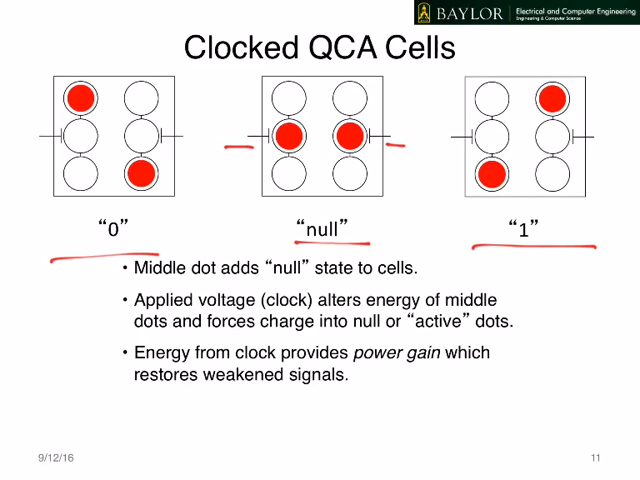 BAYLOR
Electrical and Computer Engineering
Engineering & Computer Science
Clocked QCA Cells
“0”
“null”
“1”
• Middle dot adds “null” state to cells.
• Applied voltage (clock) alters energy of middle
dots and forces charge into null or “active” dots.
• Energy from clock provides power gain which
restores weakened signals.
9/12/16
11